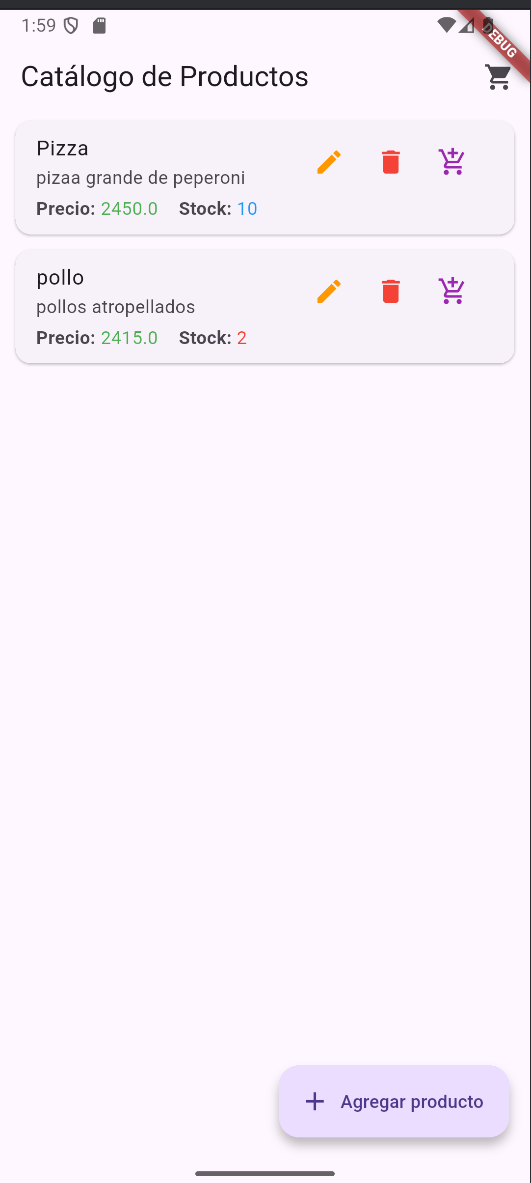 1:59
DEBUG
Catálogo de Productos
Pizza
pizaa grande de peperoni
Precio: 2450.0 Stock: 10
pollo
pollos atropellados
Precio: 2415.0 Stock: 2
Agregar producto